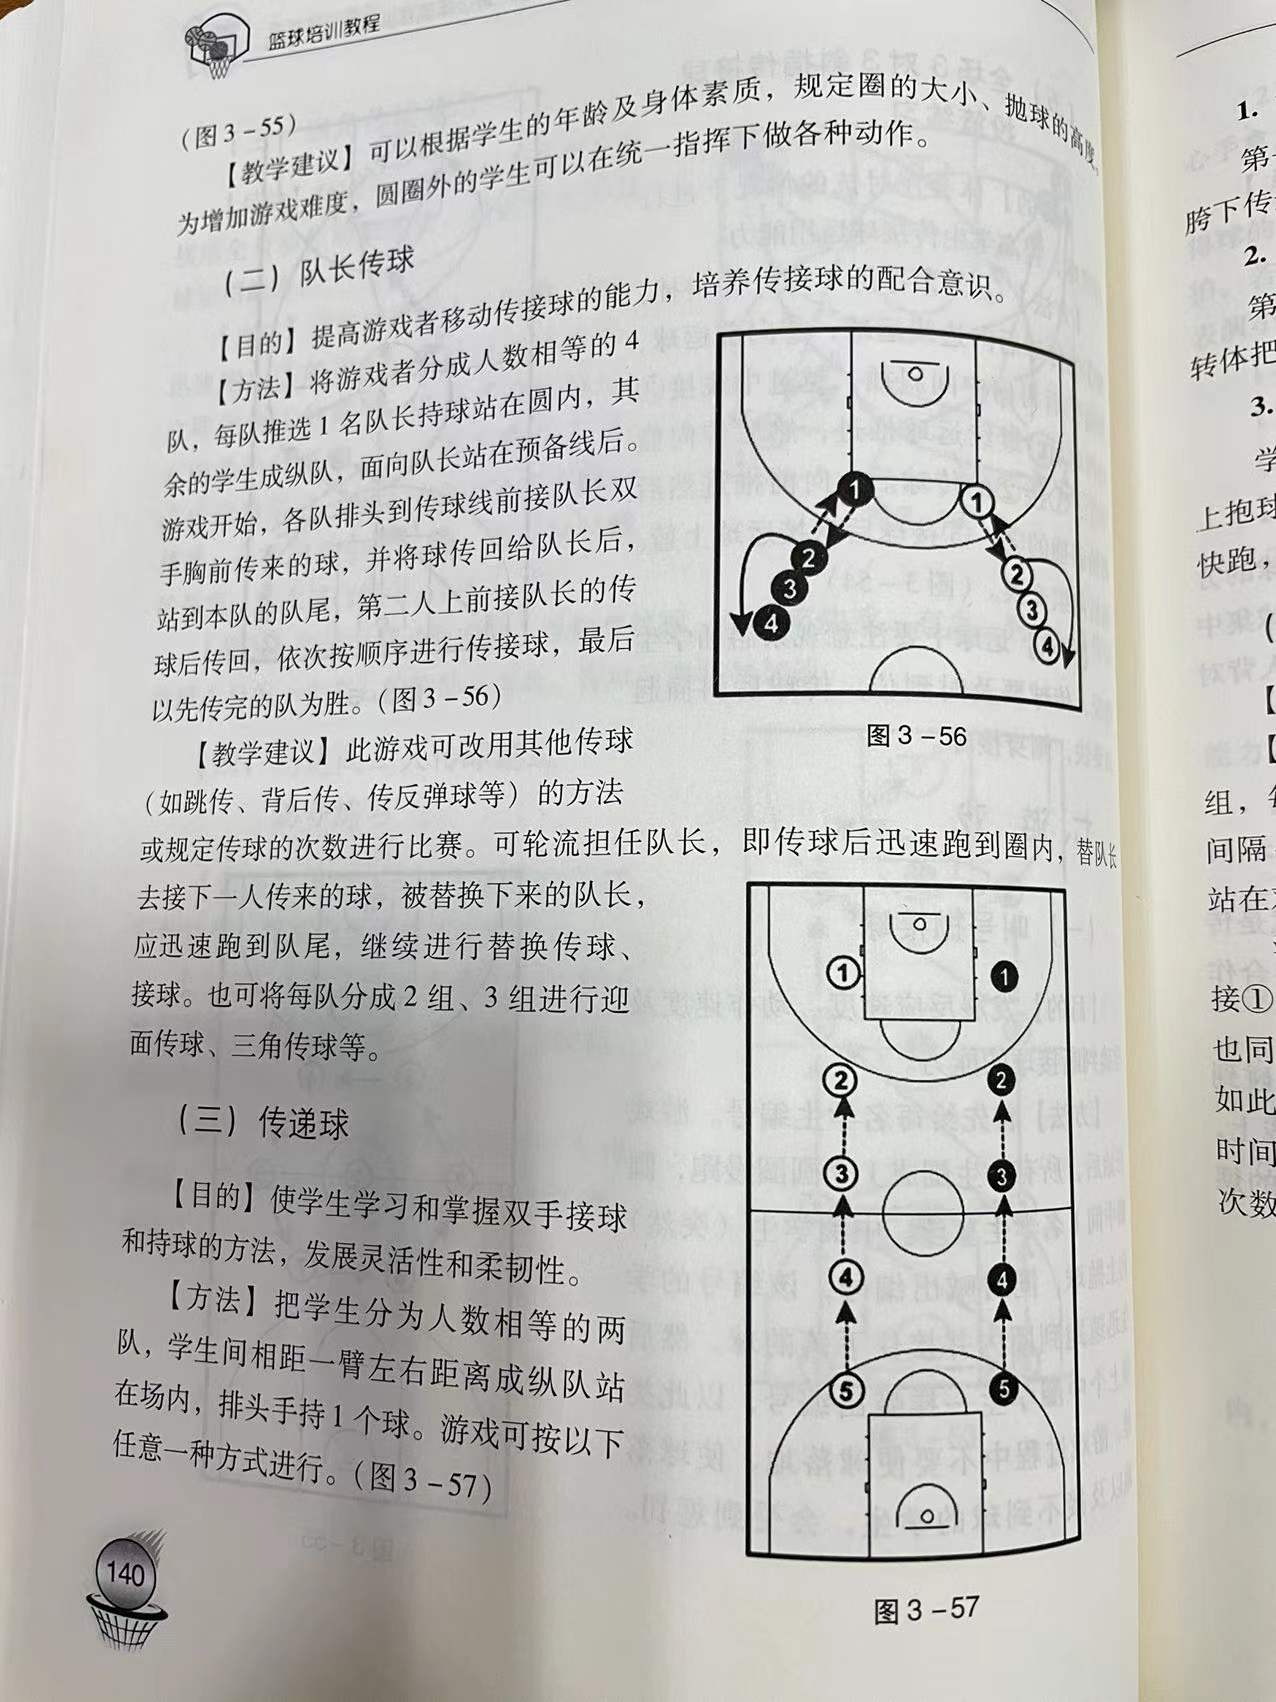 篮球培训教程
(图3-55)
【教学建议】可以根据学生的年龄及身体素质，规定圈的大小、抛球的高度，
为增加游戏难度，圆圈外的学生可以在统一指挥下做各种动作。
（二）队长传球
【目的】提高游戏者移动传接球的能力，培养传接球的配合意识。
【方法】将游戏者分成人数相等的4
队，每队推选1名队长持球站在圆内，其
余的学生成纵队，面向队长站在预备线后。
游戏开始，各队排头到传球线前接队长双
手胸前传来的球，并将球传回给队长后，
站到本队的队尾，第二人上前接队长的传
球后传回，依次按顺序进行传接球，最后
以先传完的队为胜。(图3-56)
1
1
2
2
3
3
4
4
图3-56
【教学建议】此游戏可改用其他传球
（如跳传、背后传、传反弹球等）的方法
或规定传球的次数进行比赛。可轮流担任队长，即传球后迅速跑到圈内，替队长
去接下一人传来的球，被替换下来的队长，
应迅速跑到队尾，继续进行替换传球、
接球。也可将每队分成2组、3组进行迎
面传球、三角传球等。
（三）传递球
【目的】使学生学习和掌握双手接球
和持球的方法，发展灵活性和柔韧性。
【方法】把学生分为人数相等的两
队，学生间相距一臂左右距离成纵队站
在场内，排头手持1个球。游戏可按以下
任意一种方式进行。(图3-57)
1
1
2
2
3
3
4
4
5
5
图3-57
140
1.
第
胯下传
2.
第
转体把
3.
学
上抱球
快跑，
（
【
【
组，每
间隔
站在
接①
也同
如此
时间
次数